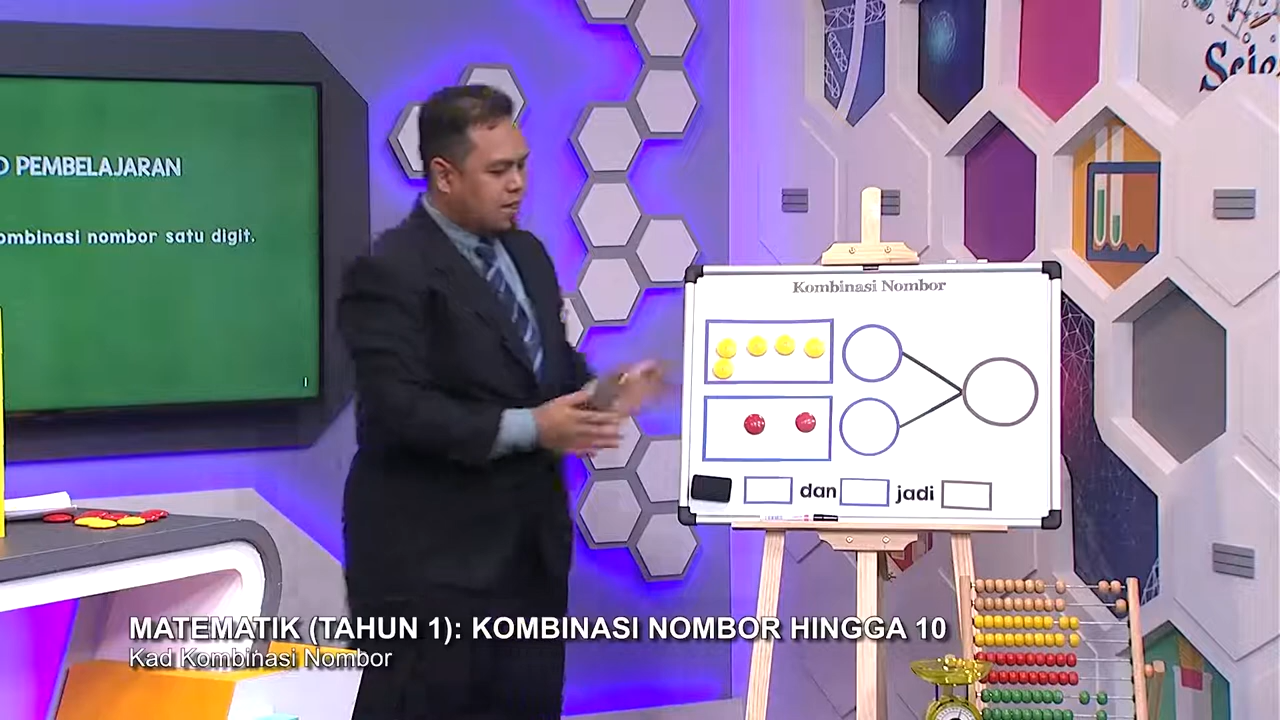 PEMBELAJARAN
ombinasi nombor satu digit.
Kombinasi Nombor
dan jadi
MATEMATIK (TAHUN 1): KOMBINASI NOMBOR HINGGA 10
Kad Kombinasi Nombor